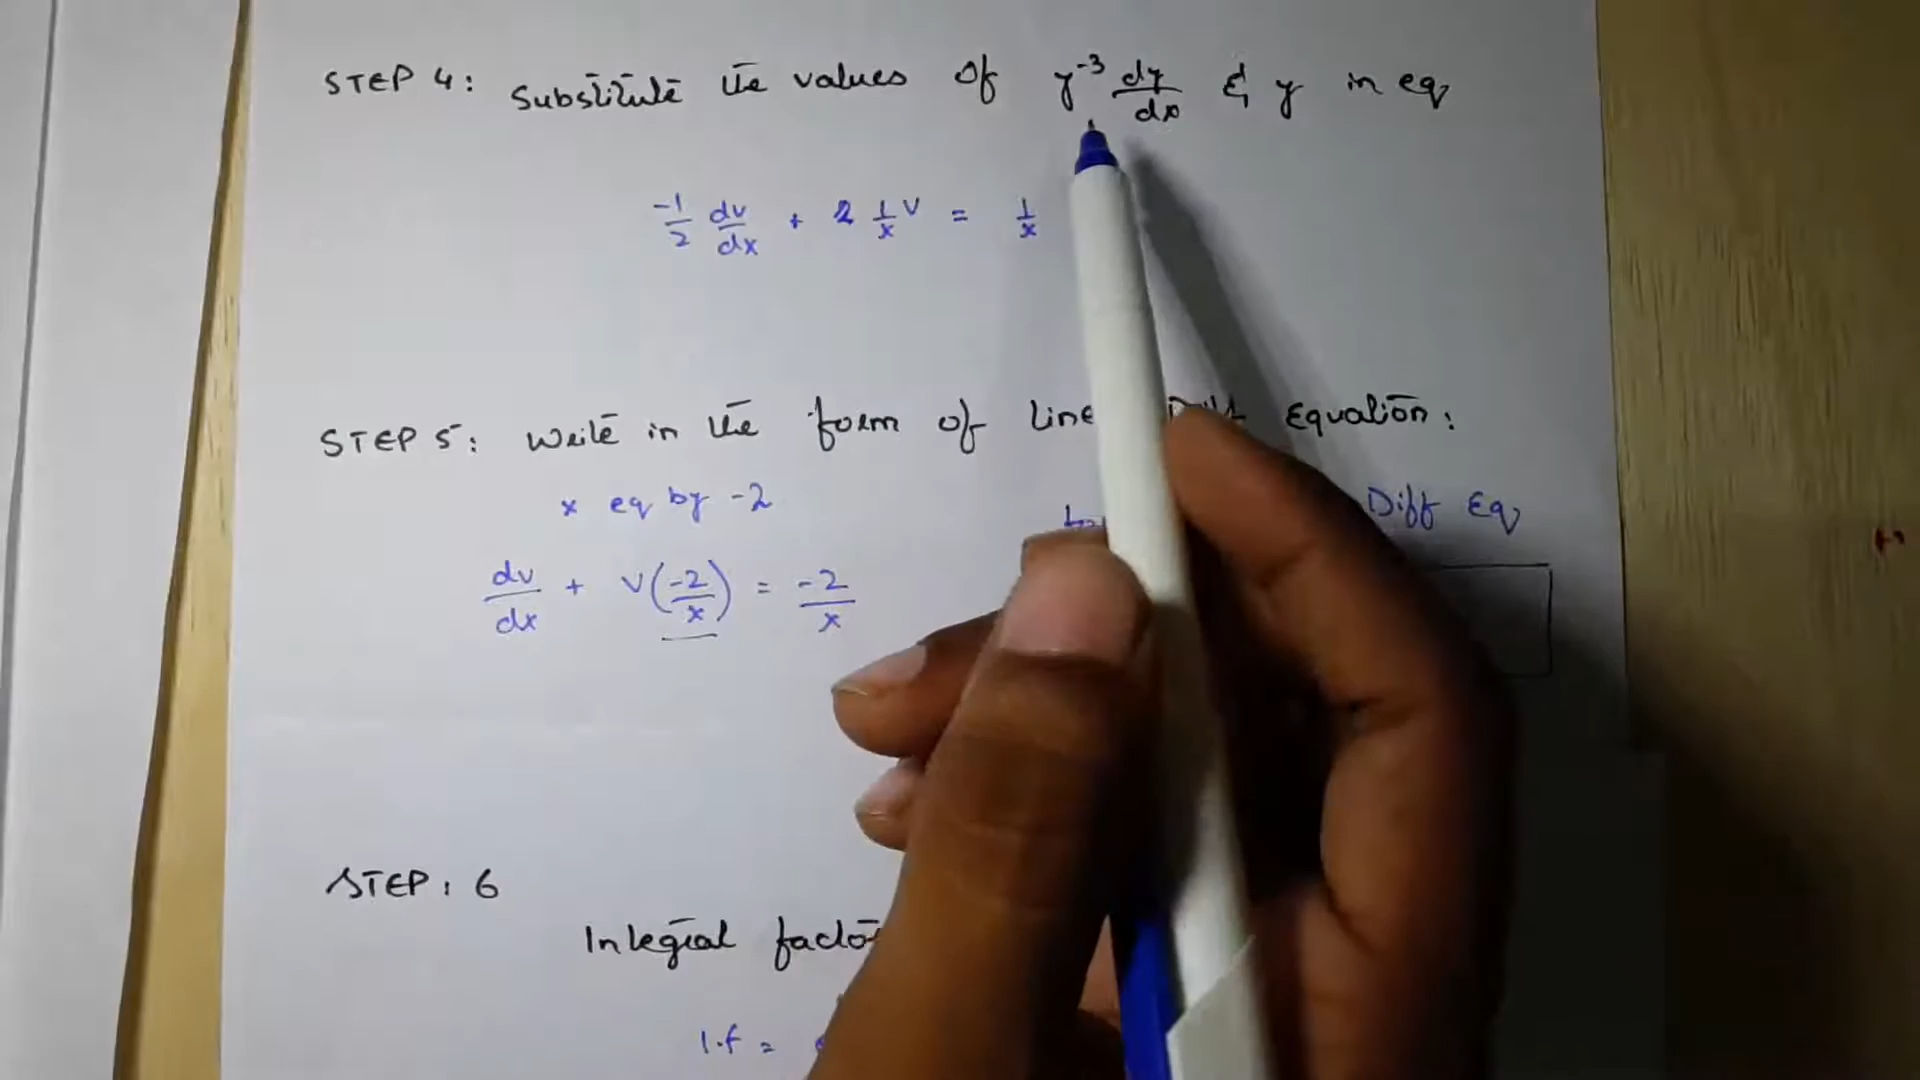 STEP 4: Substitute the values of y⁻³ dy/dx & y in eq
-1/2 dv/dx + 2 1/x v = 1/x
STEP 5: Write in the form of Equation:
x eq by -2
Diff Eq
dv/dx + v(-2/x) = -2/x
STEP: 6
Integral
I.f =